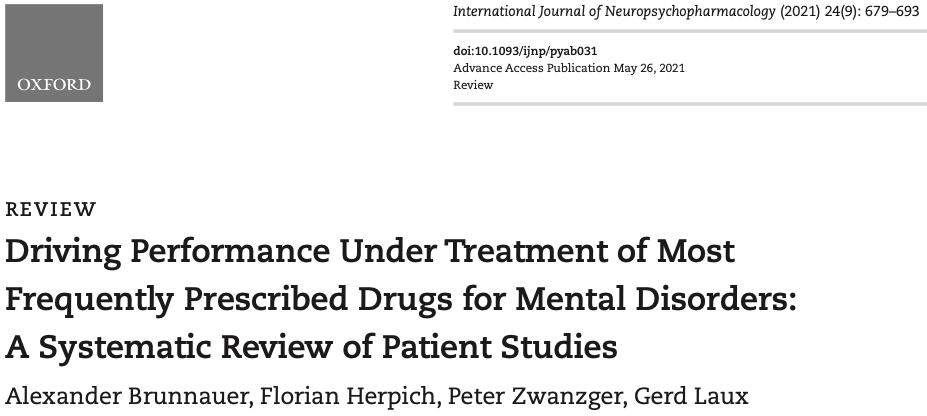 OXFORD
International Journal of Neuropsychopharmacology (2021) 24(9): 679–693
doi:10.1093/ijnp/pyab031
Advance Access Publication May 26, 2021
Review
REVIEW
Driving Performance Under Treatment of Most
Frequently Prescribed Drugs for Mental Disorders:
A Systematic Review of Patient Studies
Alexander Brunnauer, Florian Herpich, Peter Zwanzger, Gerd Laux